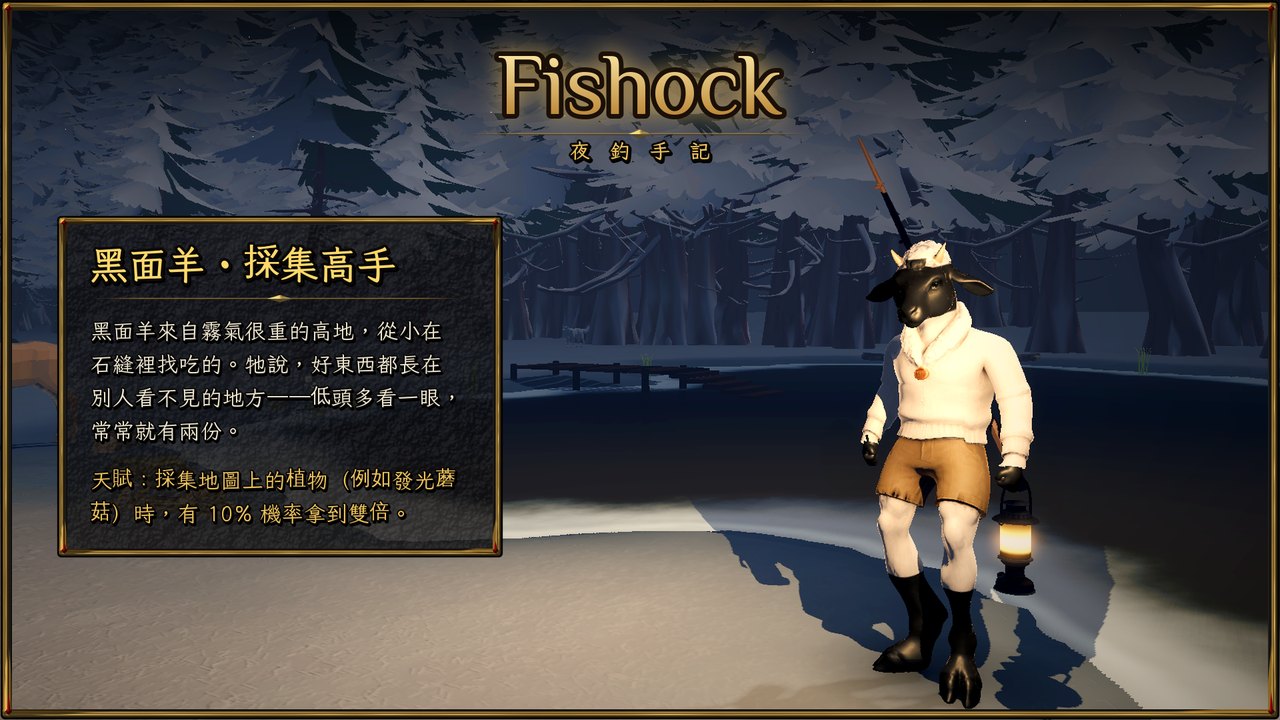 Fishock
夜釣手記
黑面羊・採集高手
黑面羊來自霧氣很重的高地，從小在
石縫裡找吃的。牠說，好東西都長在
別人看不見的地方——低頭多看一眼，
常常就有兩份。
天賦：採集地圖上的植物（例如發光蘑
菇）時，有 10% 機率拿到雙倍。